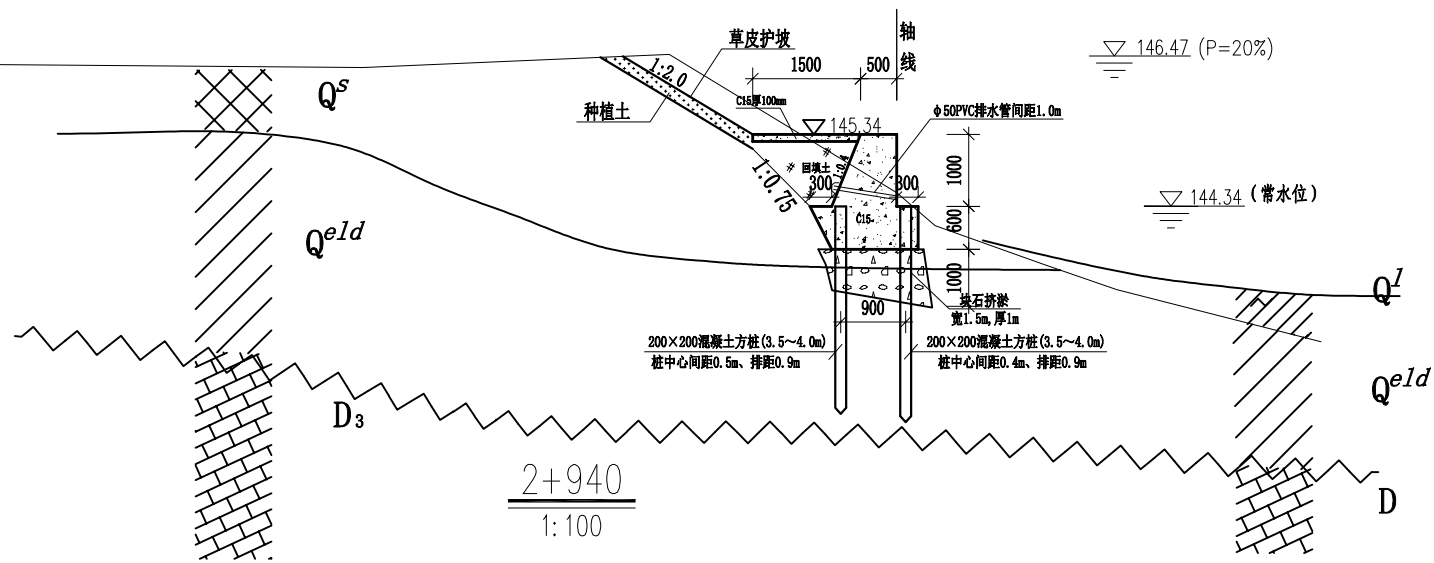 轴线
146.47 (P=20%)
草皮护坡
1:2.0
1500
500
Q^s
种植土
C15厚100mm
145.34
φ50PVC排水管间距1.0m
1:0.75
回填土
1:0.4
300
300
1000
144.34 (常水位)
600
C15
Q^eld
1000
块石挤淤
宽1.5m,厚1m
900
Q^l
200×200混凝土方桩(3.5～4.0m)
桩中心间距0.5m、排距0.9m
200×200混凝土方桩(3.5～4.0m)
桩中心间距0.4m、排距0.9m
Q^eld
D₃
2+940
1:100
D